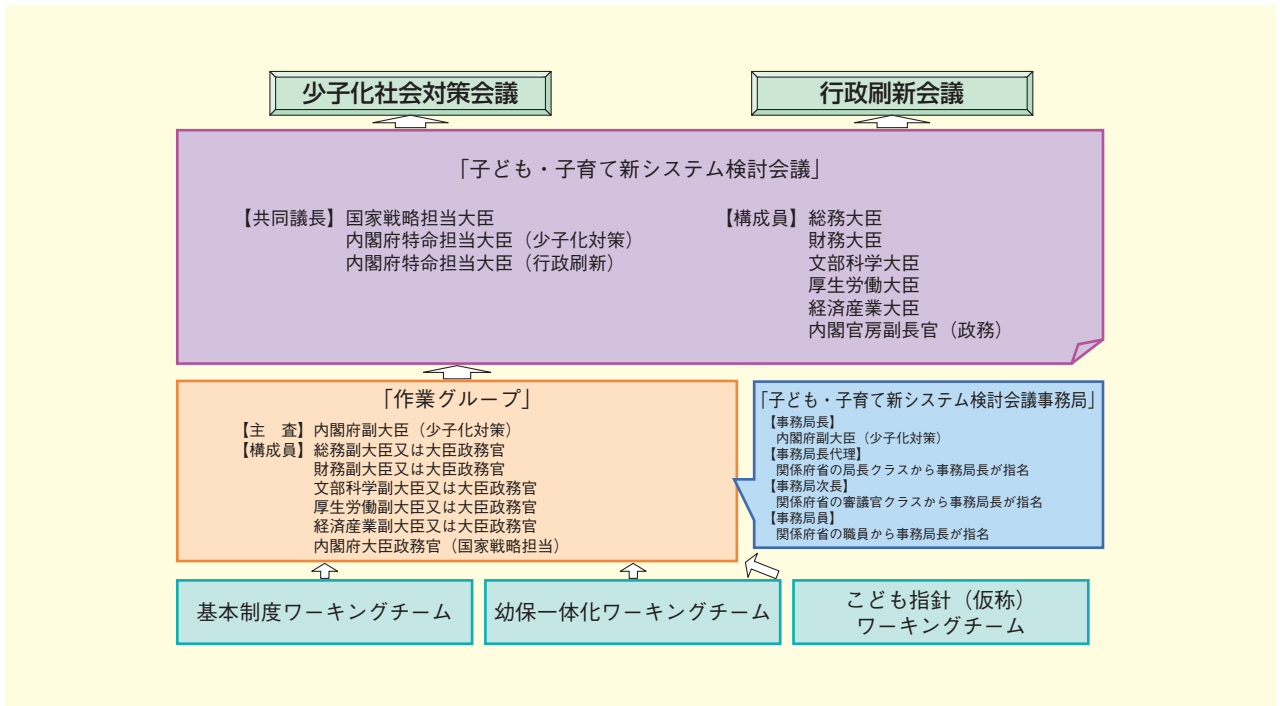 少子化社会対策会議
行政刷新会議
「子ども・子育て新システム検討会議」
【共同議長】国家戦略担当大臣
内閣府特命担当大臣（少子化対策）
内閣府特命担当大臣（行政刷新）
【構成員】総務大臣
財務大臣
文部科学大臣
厚生労働大臣
経済産業大臣
内閣官房副長官（政務）
「作業グループ」
【主　査】内閣府副大臣（少子化対策）
【構成員】総務副大臣又は大臣政務官
財務副大臣又は大臣政務官
文部科学副大臣又は大臣政務官
厚生労働副大臣又は大臣政務官
経済産業副大臣又は大臣政務官
内閣府大臣政務官（国家戦略担当）
「子ども・子育て新システム検討会議事務局」
【事務局長】
内閣府副大臣（少子化対策）
【事務局長代理】
関係府省の局長クラスから事務局長が指名
【事務局次長】
関係府省の審議官クラスから事務局長が指名
【事務局員】
関係府省の職員から事務局長が指名
基本制度ワーキングチーム
幼保一体化ワーキングチーム
こども指針（仮称）
ワーキングチーム